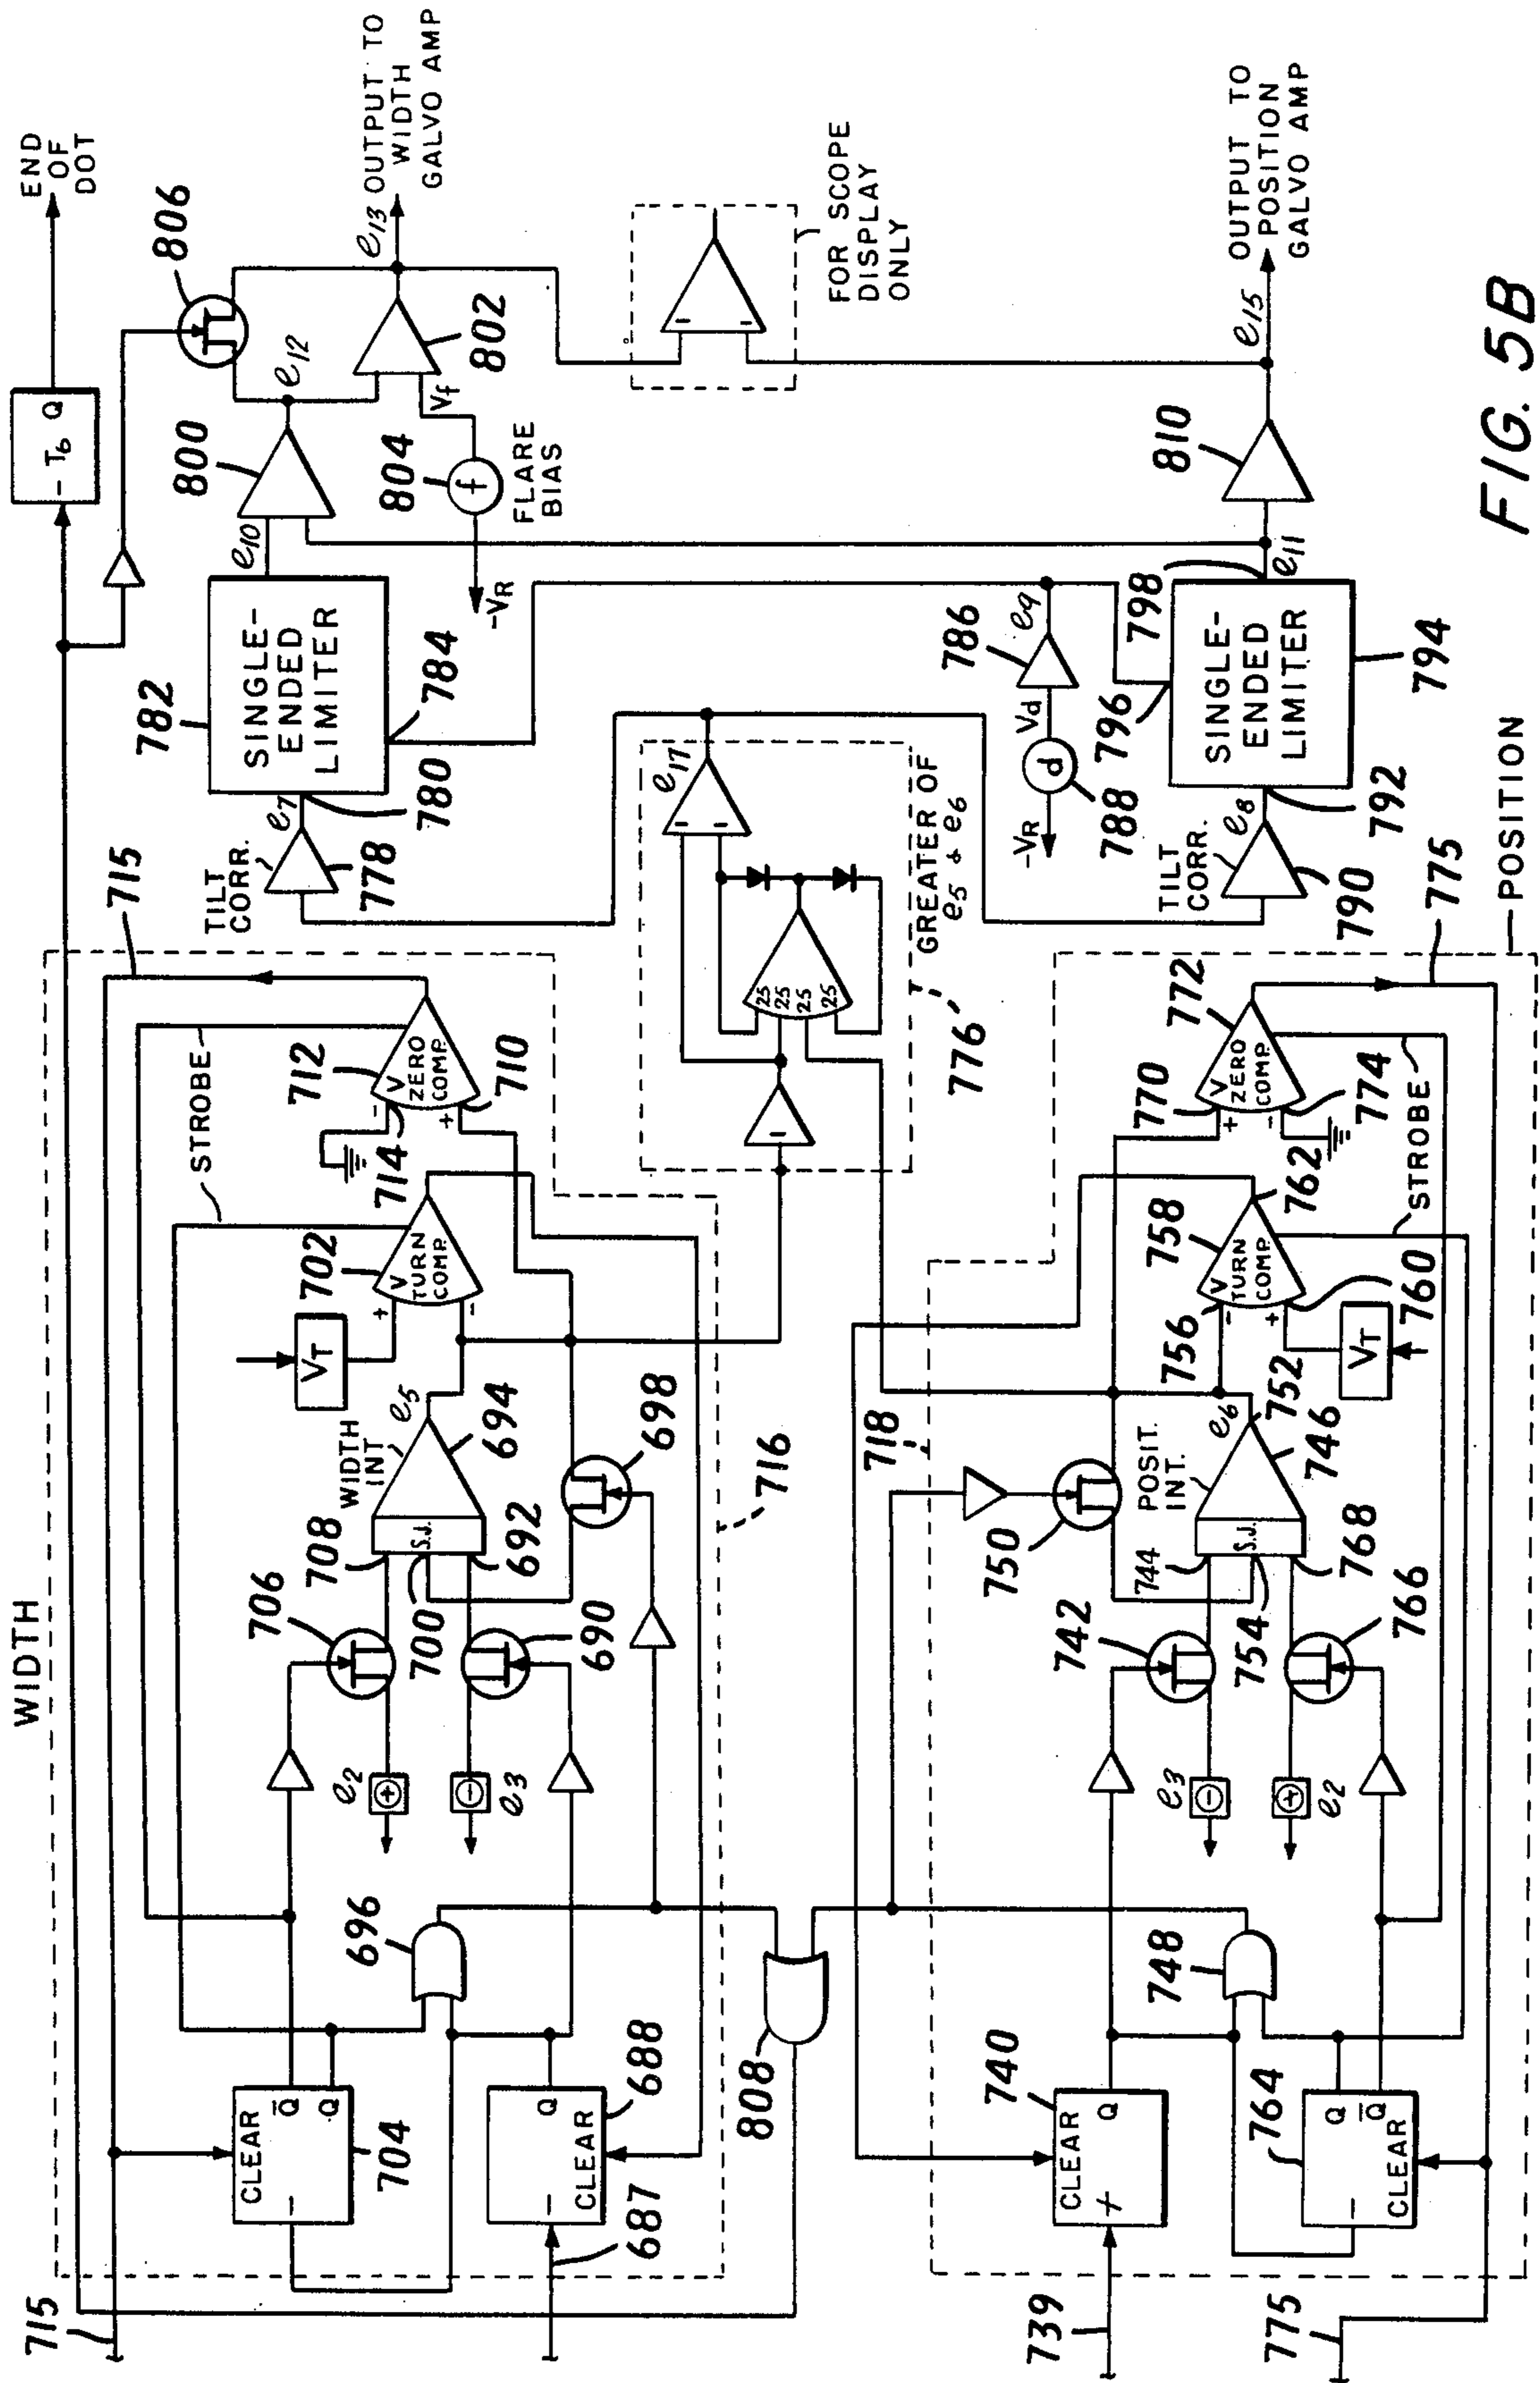 WIDTH
715
CLEAR
Q̅
Q
704
696
CLEAR
Q
688
687
808
e2
+
−
e3
706
708
700
S.J.
692
690
WIDTH
INT
e5
694
698
716
VT
702
V
TURN
COMP.
+
-
STROBE
712
V
ZERO
COMP.
-
+
714
710
715
T6 Q
−
END
OF
DOT
TILT
CORR.
778
e7
780
782
SINGLE-
ENDED
LIMITER
784
e10
800
e12
806
802
Vf
804
f
FLARE
BIAS
-VR
e13
OUTPUT TO
WIDTH
GALVO AMP
FOR SCOPE
DISPLAY
ONLY
-
-
-
25
25
25
25
e17
-
-
776
GREATER OF
e5 & e6
-VR
d
788
Vd
786
e9
739
CLEAR
+
Q
740
748
764
Q
Q̅
−
CLEAR
775
718
742
e3
−
+
e2
744
754
S.J.
768
766
750
POSIT.
INT.
e6
746
752
756
758
V
TURN
COMP.
-
+
760
VT
762
770
772
V
ZERO
COMP.
+
-
774
STROBE
775
POSITION
TILT
CORR.
790
e8
792
796
SINGLE-
ENDED
LIMITER
794
798
e11
810
e15
OUTPUT TO
POSITION
GALVO AMP
FIG. 5B